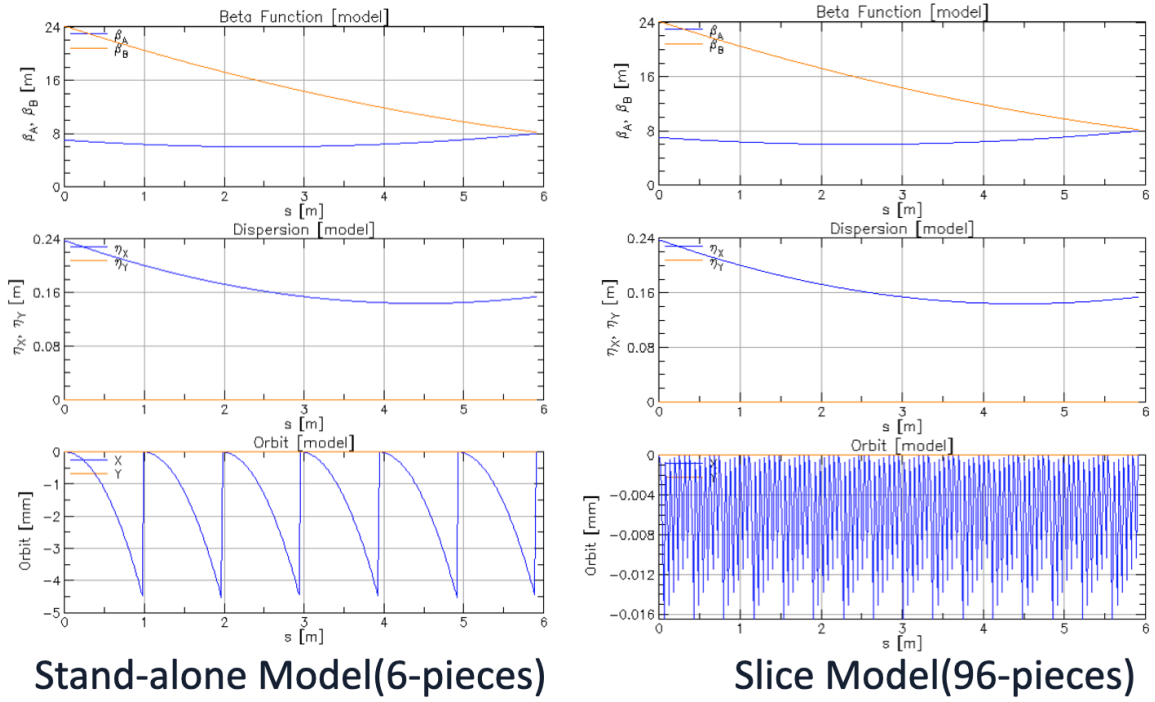 Beta Function [model]
β_A
β_B
β_A, β_B [m]
24
16
8
0
0 1 2 3 4 5 6
s [m]
Dispersion [model]
η_X
η_Y
η_X, η_Y [m]
0.24
0.16
0.08
0
0 1 2 3 4 5 6
s [m]
Orbit [model]
X
Y
Orbit [mm]
0
-1
-2
-3
-4
-5
0 1 2 3 4 5 6
s [m]
Stand-alone Model(6-pieces)
Beta Function [model]
β_A
β_B
β_A, β_B [m]
24
16
8
0
0 1 2 3 4 5 6
s [m]
Dispersion [model]
η_X
η_Y
η_X, η_Y [m]
0.24
0.16
0.08
0
0 1 2 3 4 5 6
s [m]
Orbit [model]
Orbit [mm]
0
-0.004
-0.008
-0.012
-0.016
0 1 2 3 4 5 6
s [m]
Slice Model(96-pieces)